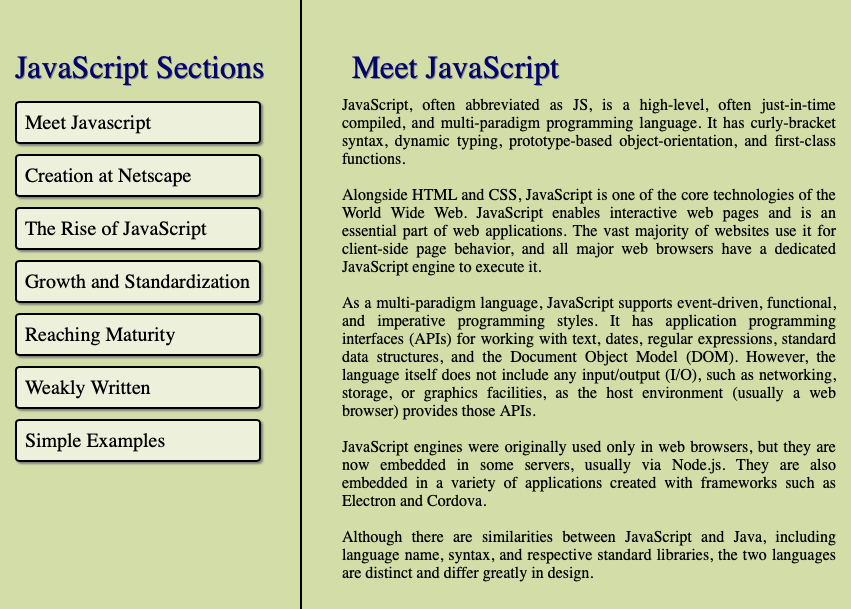 JavaScript Sections
Meet Javascript
Creation at Netscape
The Rise of JavaScript
Growth and Standardization
Reaching Maturity
Weakly Written
Simple Examples
Meet JavaScript
JavaScript, often abbreviated as JS, is a high-level, often just-in-time
compiled, and multi-paradigm programming language. It has curly-bracket
syntax, dynamic typing, prototype-based object-orientation, and first-class
functions.
Alongside HTML and CSS, JavaScript is one of the core technologies of the
World Wide Web. JavaScript enables interactive web pages and is an
essential part of web applications. The vast majority of websites use it for
client-side page behavior, and all major web browsers have a dedicated
JavaScript engine to execute it.
As a multi-paradigm language, JavaScript supports event-driven, functional,
and imperative programming styles. It has application programming
interfaces (APIs) for working with text, dates, regular expressions, standard
data structures, and the Document Object Model (DOM). However, the
language itself does not include any input/output (I/O), such as networking,
storage, or graphics facilities, as the host environment (usually a web
browser) provides those APIs.
JavaScript engines were originally used only in web browsers, but they are
now embedded in some servers, usually via Node.js. They are also
embedded in a variety of applications created with frameworks such as
Electron and Cordova.
Although there are similarities between JavaScript and Java, including
language name, syntax, and respective standard libraries, the two languages
are distinct and differ greatly in design.